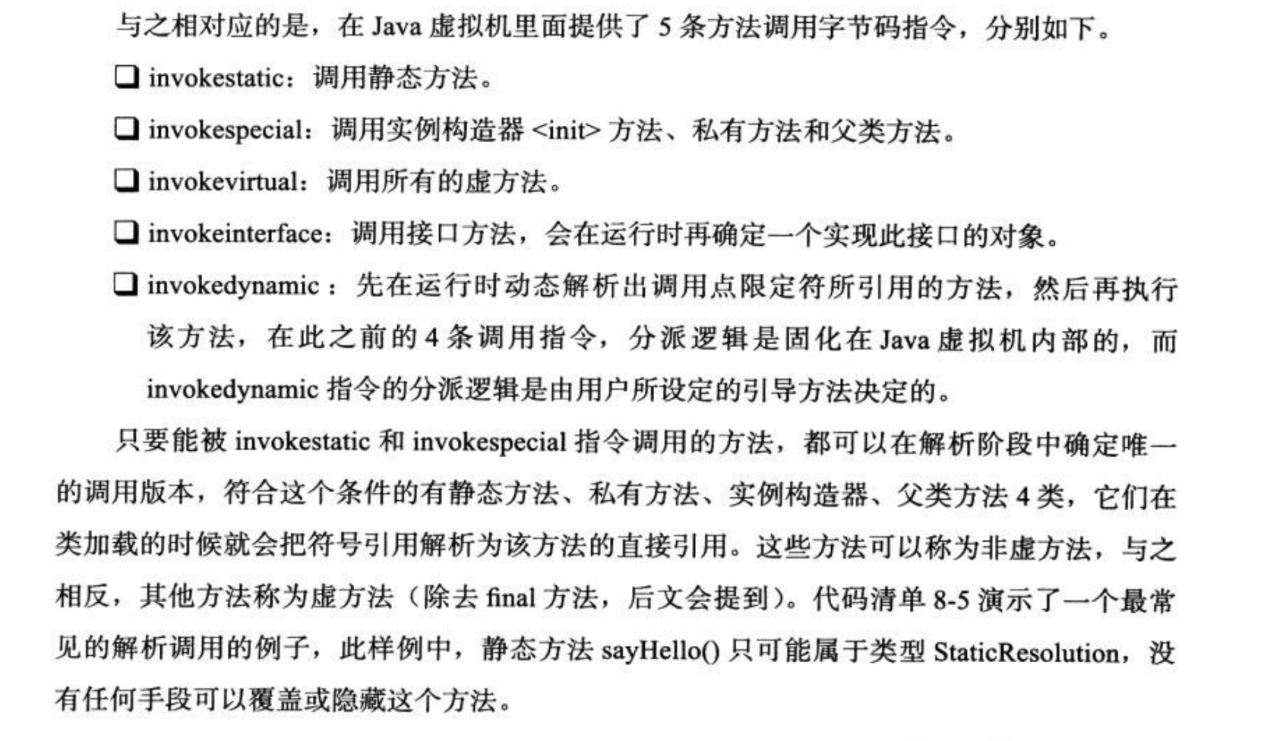 与之相对应的是，在 Java 虚拟机里面提供了 5 条方法调用字节码指令，分别如下。
❑ invokestatic：调用静态方法。
❑ invokespecial：调用实例构造器 <init> 方法、私有方法和父类方法。
❑ invokevirtual：调用所有的虚方法。
❑ invokeinterface：调用接口方法，会在运行时再确定一个实现此接口的对象。
❑ invokedynamic：先在运行时动态解析出调用点限定符所引用的方法，然后再执行
该方法，在此之前的 4 条调用指令，分派逻辑是固化在 Java 虚拟机内部的，而
invokedynamic 指令的分派逻辑是由用户所设定的引导方法决定的。
只要能被 invokestatic 和 invokespecial 指令调用的方法，都可以在解析阶段中确定唯一
的调用版本，符合这个条件的有静态方法、私有方法、实例构造器、父类方法 4 类，它们在
类加载的时候就会把符号引用解析为该方法的直接引用。这些方法可以称为非虚方法，与之
相反，其他方法称为虚方法（除去 final 方法，后文会提到）。代码清单 8-5 演示了一个最常
见的解析调用的例子，此样例中，静态方法 sayHello() 只可能属于类型 StaticResolution，没
有任何手段可以覆盖或隐藏这个方法。